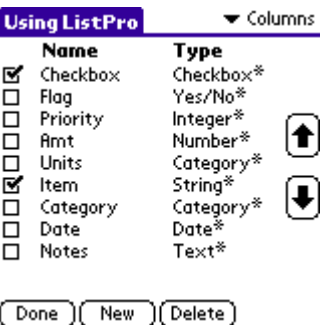 Using ListPro ▼ Columns
Name Type
Checkbox Checkbox*
Flag Yes/No*
Priority Integer*
Amt Number*
Units Category*
Item String*
Category Category*
Date Date*
Notes Text*
Done New Delete